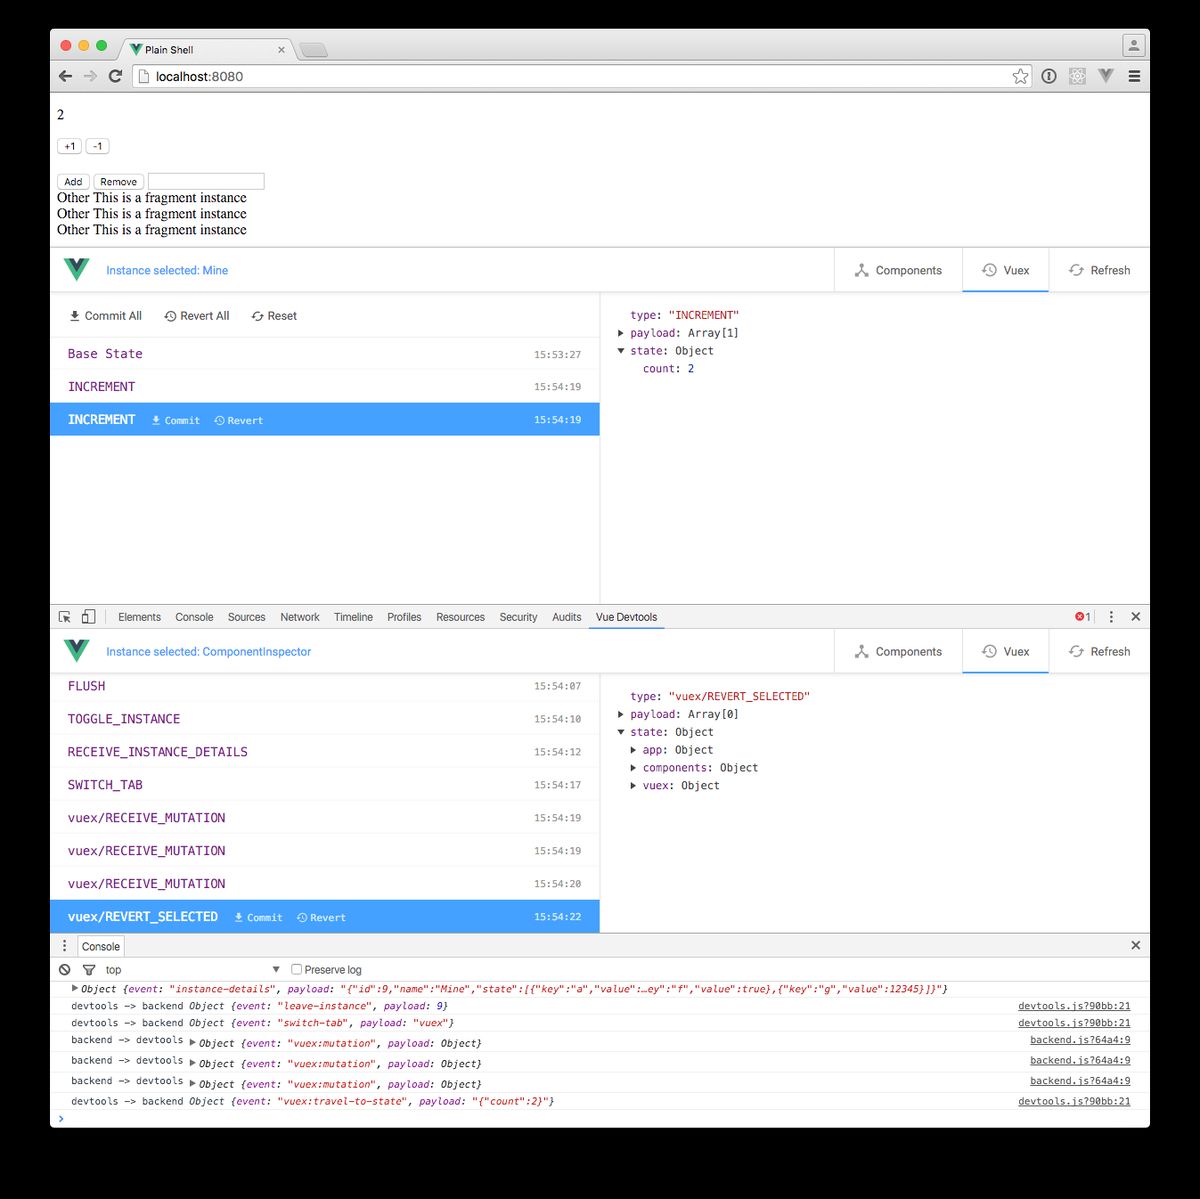 Plain Shell
localhost:8080
2
+1 -1
Add Remove
Other This is a fragment instance
Other This is a fragment instance
Other This is a fragment instance
Instance selected: Mine Components Vuex Refresh
Commit All Revert All Reset
Base State 15:53:27
INCREMENT 15:54:19
INCREMENT Commit Revert 15:54:19
type: "INCREMENT"
payload: Array[1]
state: Object
count: 2
Elements Console Sources Network Timeline Profiles Resources Security Audits Vue Devtools 1
Instance selected: ComponentInspector Components Vuex Refresh
FLUSH 15:54:07
TOGGLE_INSTANCE 15:54:10
RECEIVE_INSTANCE_DETAILS 15:54:12
SWITCH_TAB 15:54:17
vuex/RECEIVE_MUTATION 15:54:19
vuex/RECEIVE_MUTATION 15:54:19
vuex/RECEIVE_MUTATION 15:54:20
vuex/REVERT_SELECTED Commit Revert 15:54:22
type: "vuex/REVERT_SELECTED"
payload: Array[0]
state: Object
app: Object
components: Object
vuex: Object
Console
top Preserve log
Object {event: "instance-details", payload: "{"id":9,"name":"Mine","state":[{"key":"a","value":…ey":"f","value":true},{"key":"g","value":12345}]}"}
devtools -> backend Object {event: "leave-instance", payload: 9} devtools.js?90bb:21
devtools -> backend Object {event: "switch-tab", payload: "vuex"} devtools.js?90bb:21
backend -> devtools Object {event: "vuex:mutation", payload: Object} backend.js?64a4:9
backend -> devtools Object {event: "vuex:mutation", payload: Object} backend.js?64a4:9
backend -> devtools Object {event: "vuex:mutation", payload: Object} backend.js?64a4:9
devtools -> backend Object {event: "vuex:travel-to-state", payload: "{"count":2}"} devtools.js?90bb:21